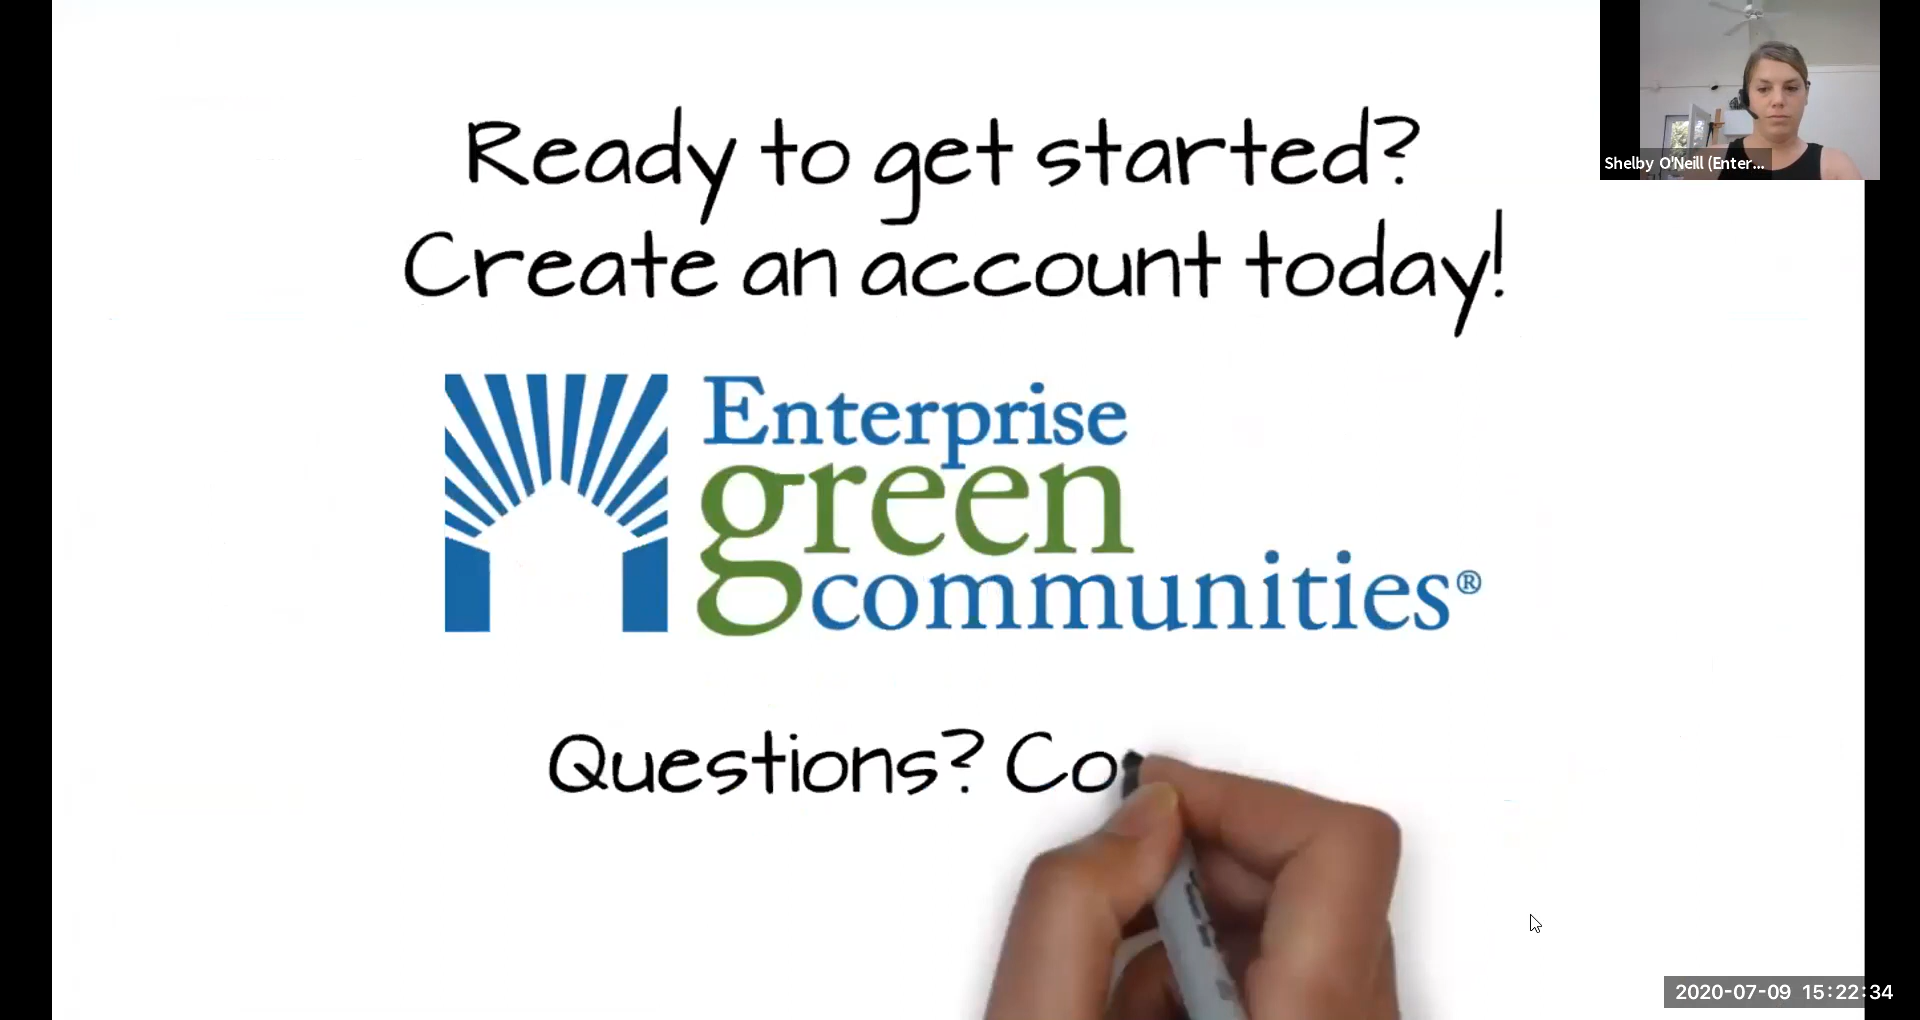 Ready to get started?
Create an account today!
Enterprise
green
communities®
Questions? Co
Shelby O'Neill (Enter...
2020-07-09 15:22:34